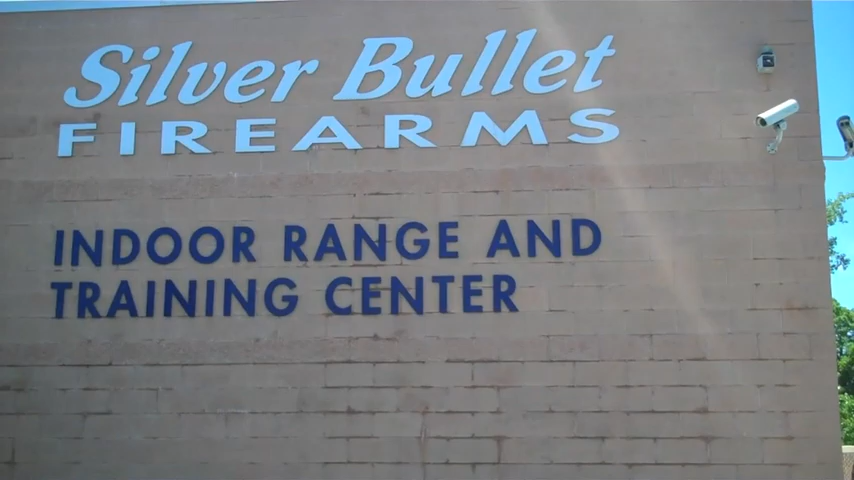 Silver Bullet
FIREARMS
INDOOR RANGE AND
TRAINING CENTER